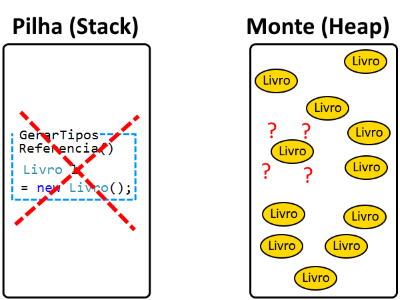 Pilha (Stack)
Monte (Heap)
GerarTipos
Referencia()
Livro l
= new Livro();
Livro
Livro
Livro
Livro
? ?
Livro
? ?
Livro
Livro
Livro
Livro
Livro
Livro